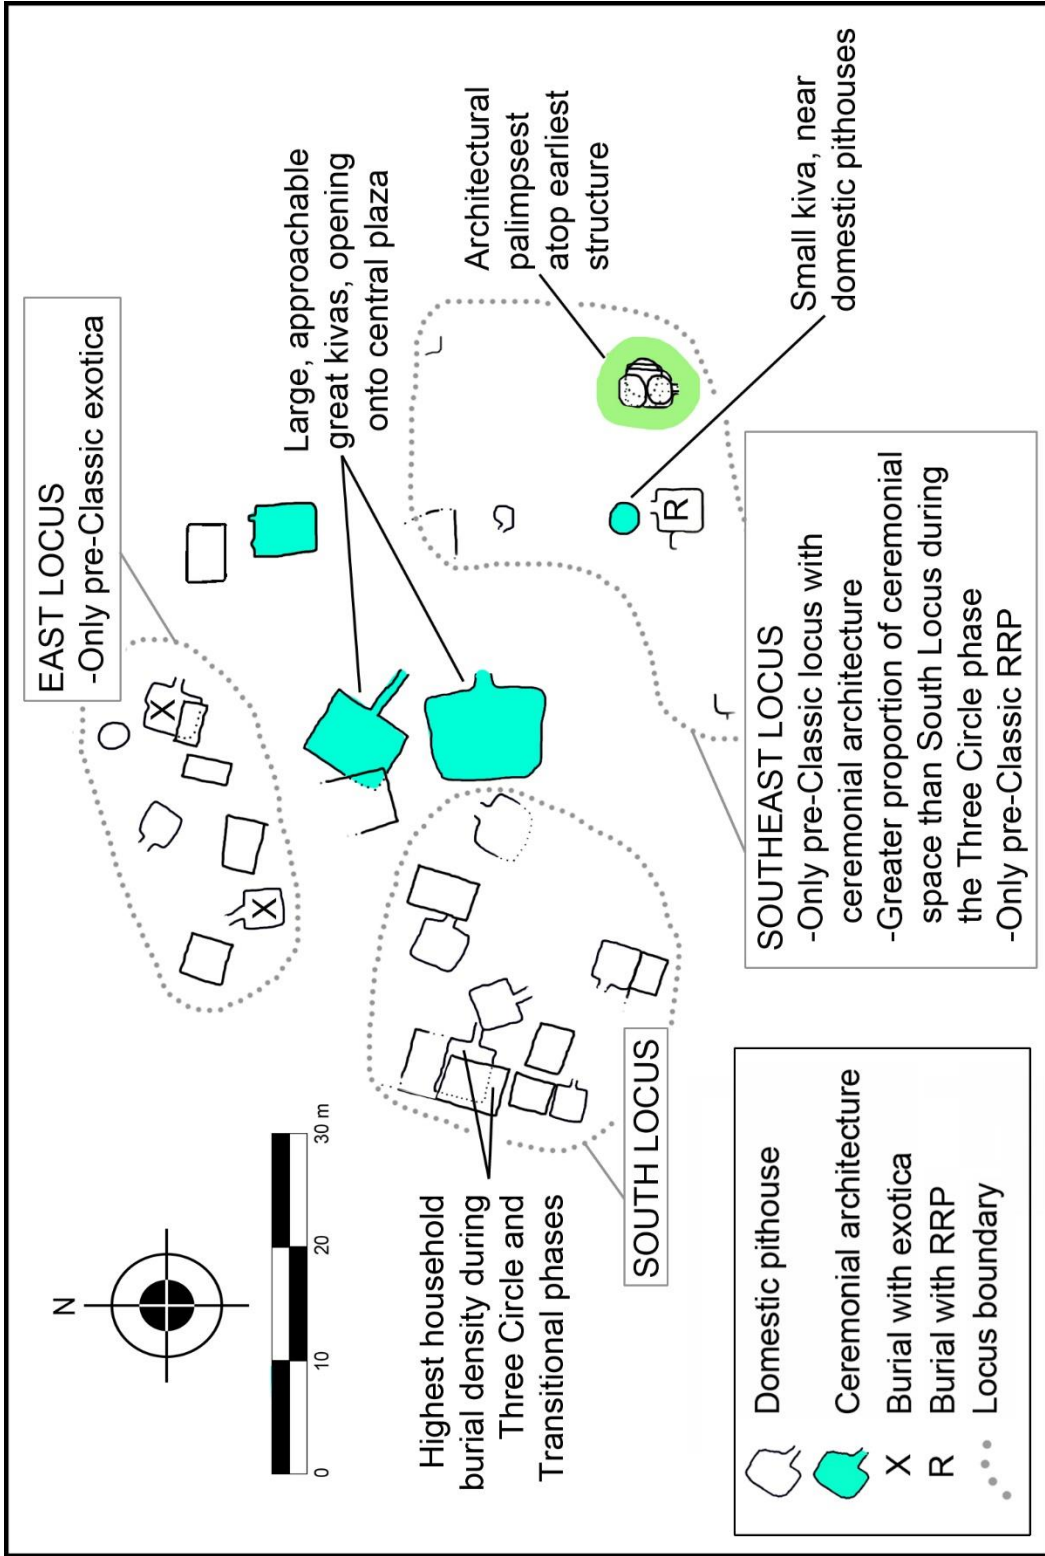 N
0
10
20
30 m
EAST LOCUS
-Only pre-Classic exotica
Large, approachable
great kivas, opening
onto central plaza
X
X
Highest household
burial density during
Three Circle and
Transitional phases
Architectural
palimpsest
atop earliest
structure
SOUTH LOCUS
R
Small kiva, near
domestic pithouses
Domestic pithouse
Ceremonial architecture
X Burial with exotica
R Burial with RRP
Locus boundary
SOUTHEAST LOCUS
-Only pre-Classic locus with
ceremonial architecture
-Greater proportion of ceremonial
space than South Locus during
the Three Circle phase
-Only pre-Classic RRP